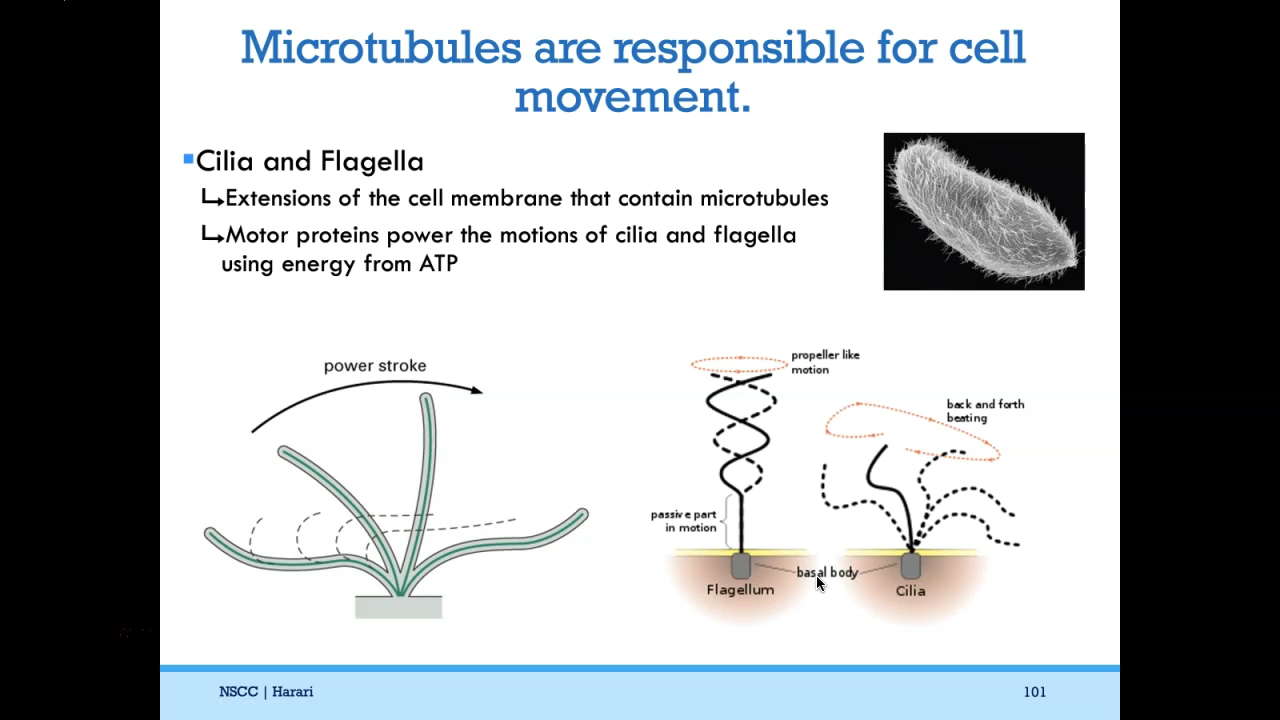 Microtubules are responsible for cell
movement.
Cilia and Flagella
Extensions of the cell membrane that contain microtubules
Motor proteins power the motions of cilia and flagella
using energy from ATP
power stroke
propeller like
motion
back and forth
beating
passive part
in motion
basal body
Flagellum
Cilia
NSCC | Harari
101